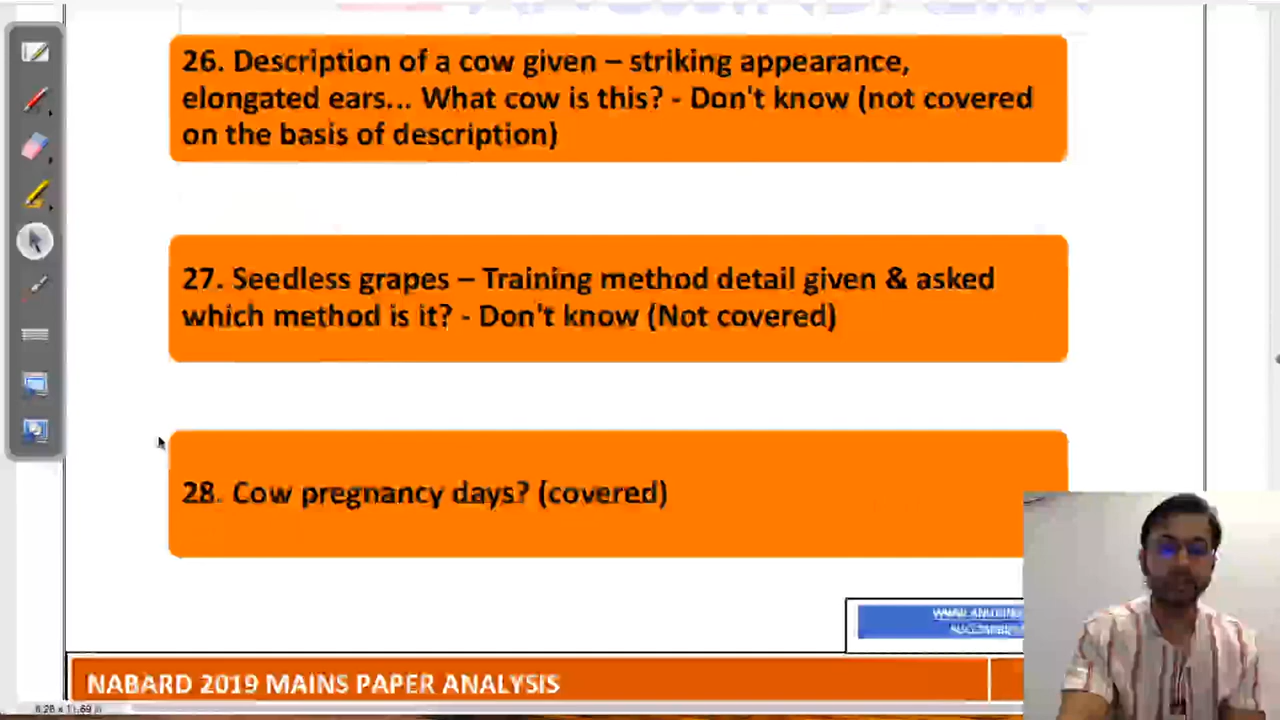 26. Description of a cow given – striking appearance,
elongated ears... What cow is this? - Don't know (not covered
on the basis of description)
27. Seedless grapes – Training method detail given & asked
which method is it? - Don't know (Not covered)
28. Cow pregnancy days? (covered)
NABARD 2019 MAINS PAPER ANALYSIS